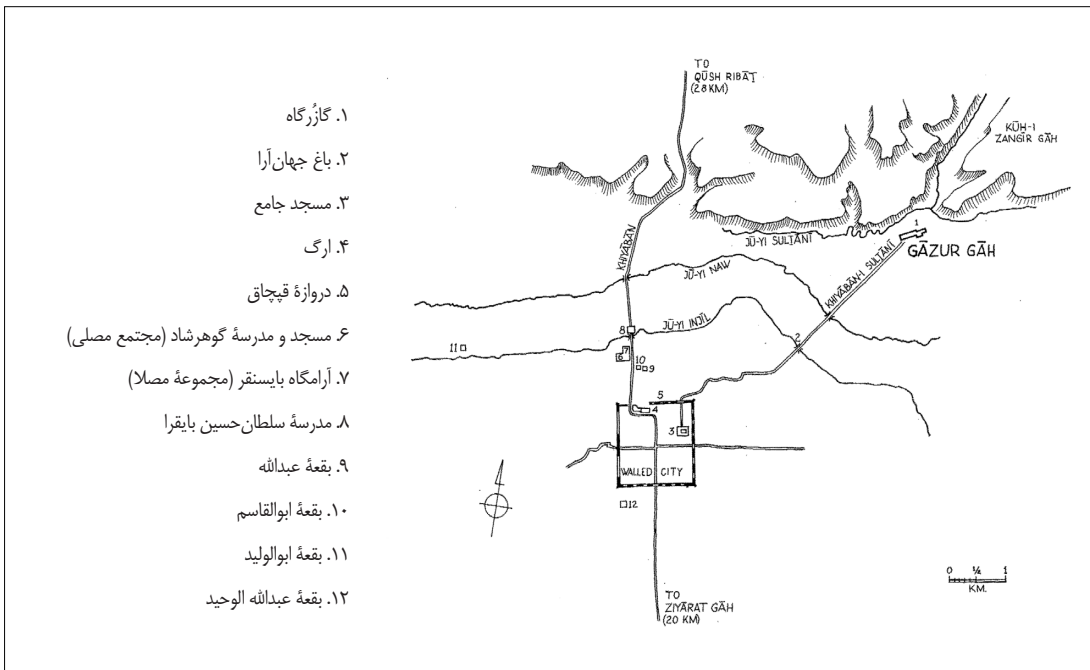 ۱. گازُرگاه
۲. باغ جهان‌آرا
۳. مسجد جامع
۴. ارگ
۵. دروازهٔ قپچاق
۶. مسجد و مدرسهٔ گوهرشاد (مجتمع مصلی)
۷. آرامگاه بایسنقر (مجموعهٔ مصلا)
۸. مدرسهٔ سلطان‌حسین بایقرا
۹. بقعهٔ عبدالله
۱۰. بقعهٔ ابوالقاسم
۱۱. بقعهٔ ابوالولید
۱۲. بقعهٔ عبدالله الوحید
TO
QŪSH RIBĀṬ
(28 KM)
KŪH-I
ZANGĪR GĀH
1
GĀZUR GĀH
JŪ-YI SULṬĀNĪ
KHIYĀBĀN
JŪ-YI NAW
KHIYĀBĀN-I SULṬĀNĪ
JŪ-YI INJĪL
8
2
11
7
6
10
9
5
4
3
WALLED CITY
12
0 ½ 1
KM.
TO
ZIYĀRAT GĀH
(20 KM)